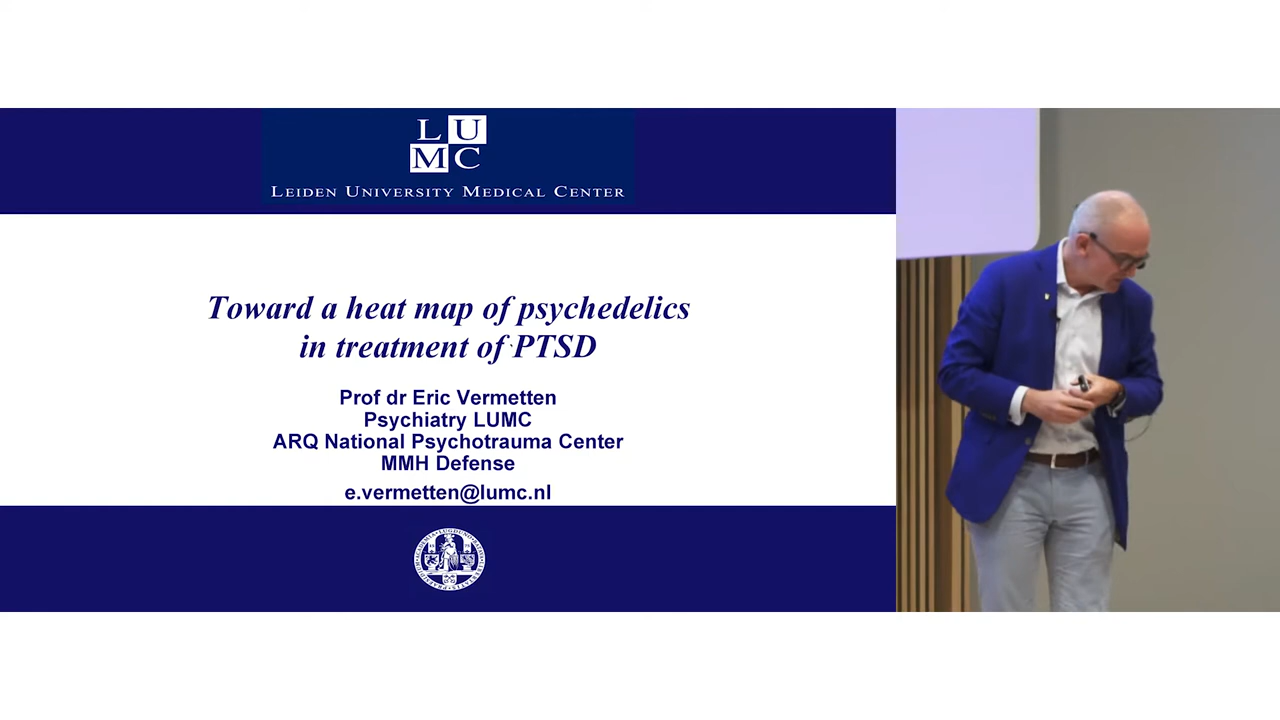 LU
MC
LEIDEN UNIVERSITY MEDICAL CENTER
Toward a heat map of psychedelics
in treatment of PTSD
Prof dr Eric Vermetten
Psychiatry LUMC
ARQ National Psychotrauma Center
MMH Defense
e.vermetten@lumc.nl